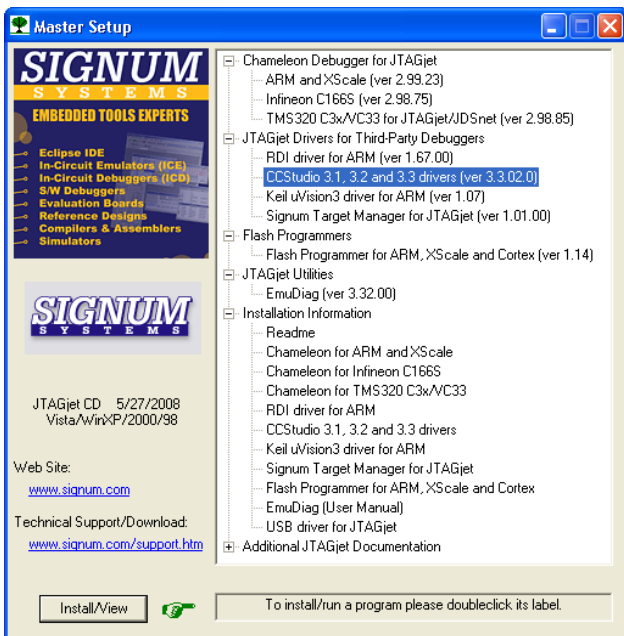 Master Setup
SIGNUM
SYSTEMS
EMBEDDED TOOLS EXPERTS
Eclipse IDE
In-Circuit Emulators (ICE)
In-Circuit Debuggers (ICD)
S/W Debuggers
Evaluation Boards
Reference Designs
Compilers & Assemblers
Simulators
SIGNUM
SYSTEMS
JTAGjet CD 5/27/2008
Vista/WinXP/2000/98
Web Site:
www.signum.com
Technical Support/Download:
www.signum.com/support.htm
Chameleon Debugger for JTAGjet
ARM and XScale (ver 2.99.23)
Infineon C166S (ver 2.98.75)
TMS320 C3x/VC33 for JTAGjet/JDSnet (ver 2.98.85)
JTAGjet Drivers for Third-Party Debuggers
RDI driver for ARM (ver 1.67.00)
CCStudio 3.1, 3.2 and 3.3 drivers (ver 3.3.02.0)
Keil uVision3 driver for ARM (ver 1.07)
Signum Target Manager for JTAGjet (ver 1.01.00)
Flash Programmers
Flash Programmer for ARM, XScale and Cortex (ver 1.14)
JTAGjet Utilities
EmuDiag (ver 3.32.00)
Installation Information
Readme
Chameleon for ARM and XScale
Chameleon for Infineon C166S
Chameleon for TMS320 C3x/VC33
RDI driver for ARM
CCStudio 3.1, 3.2 and 3.3 drivers
Keil uVision3 driver for ARM
Signum Target Manager for JTAGjet
Flash Programmer for ARM, XScale and Cortex
EmuDiag (User Manual)
USB driver for JTAGjet
Additional JTAGjet Documentation
Install/View
To install/run a program please doubleclick its label.